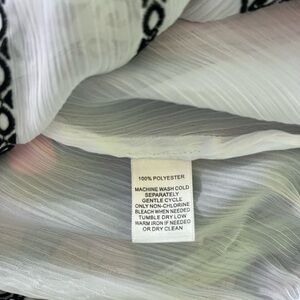 100% POLYESTER
MACHINE WASH COLD
SEPARATELY
GENTLE CYCLE
ONLY NON-CHLORINE
BLEACH WHEN NEEDED
TUMBLE DRY LOW
WARM IRON IF NEEDED
OR DRY CLEAN